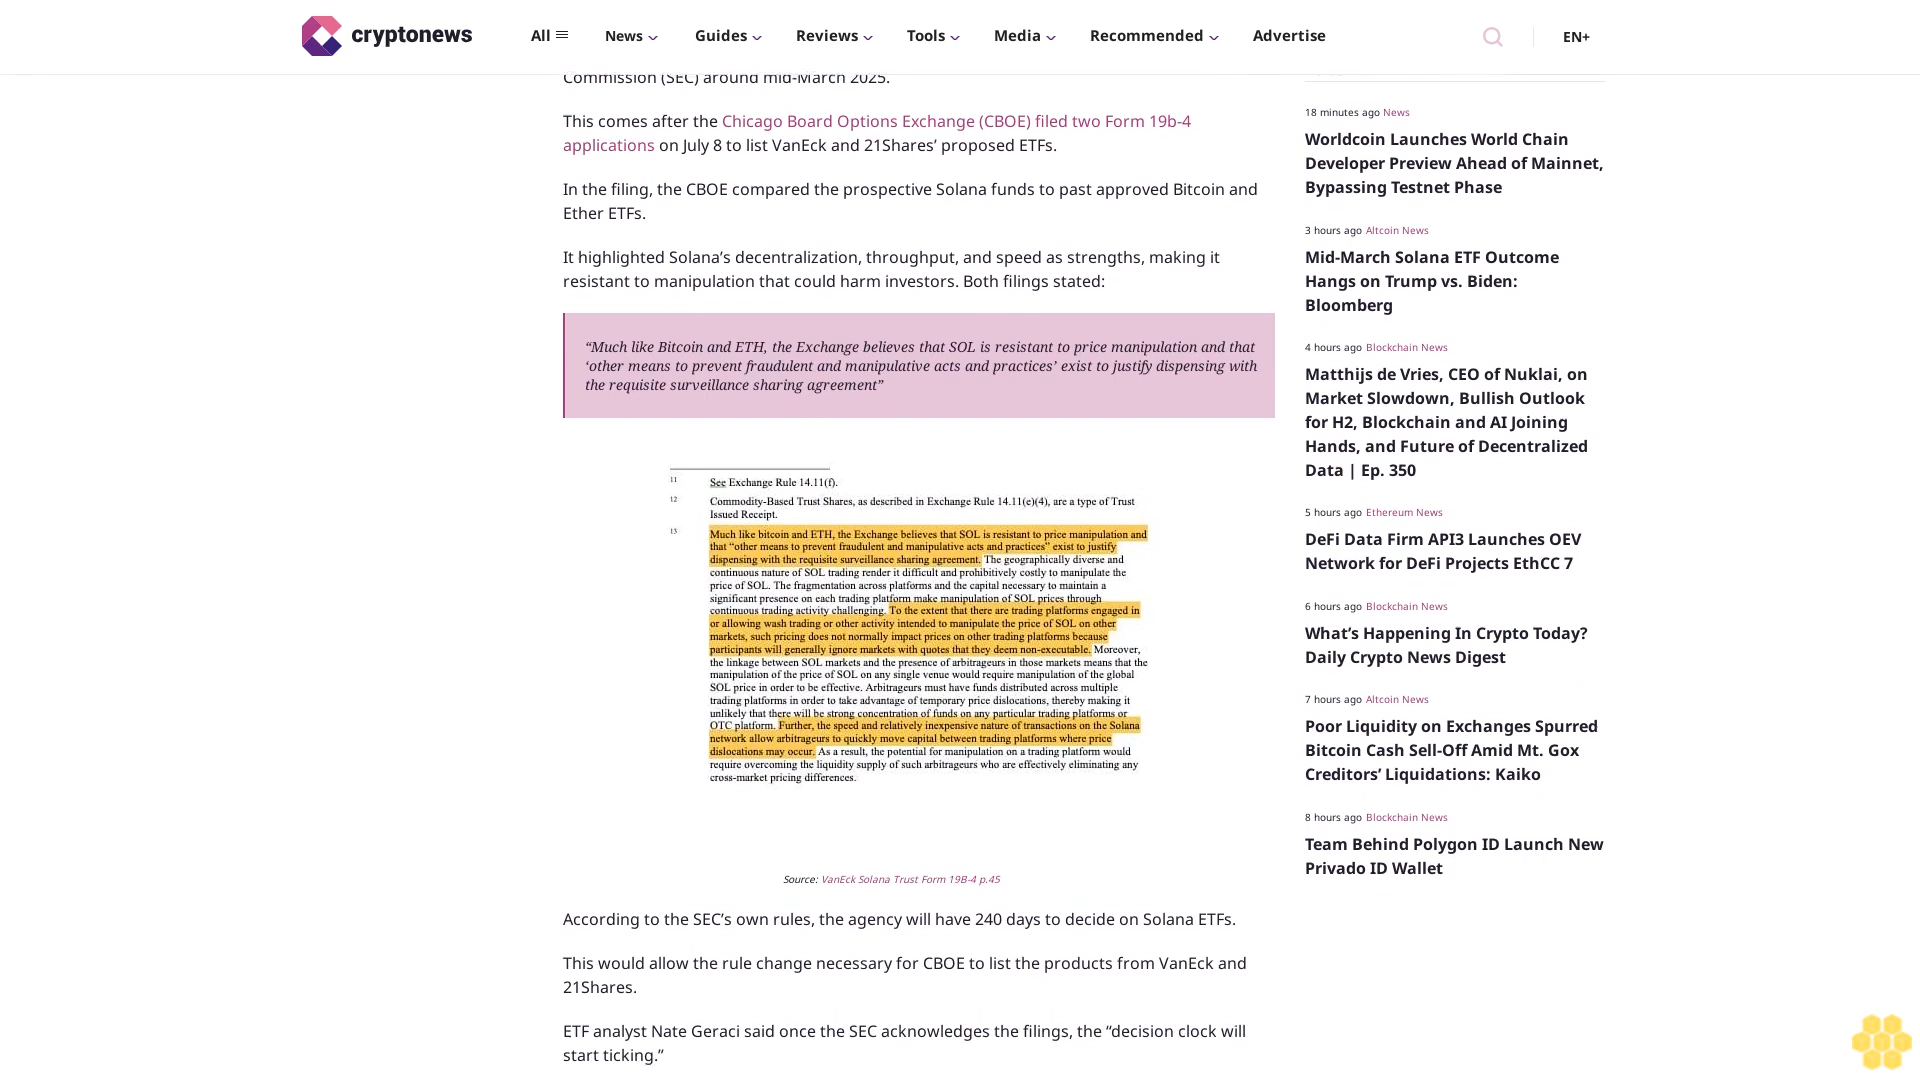 cryptonews
All
News
Guides
Reviews
Tools
Media
Recommended
Advertise
EN+
Commission (SEC) around mid-March 2025.
This comes after the Chicago Board Options Exchange (CBOE) filed two Form 19b-4
applications on July 8 to list VanEck and 21Shares’ proposed ETFs.
In the filing, the CBOE compared the prospective Solana funds to past approved Bitcoin and
Ether ETFs.
It highlighted Solana’s decentralization, throughput, and speed as strengths, making it
resistant to manipulation that could harm investors. Both filings stated:
“Much like Bitcoin and ETH, the Exchange believes that SOL is resistant to price manipulation and that
‘other means to prevent fraudulent and manipulative acts and practices’ exist to justify dispensing with
the requisite surveillance sharing agreement”
11 See Exchange Rule 14.11(f).
12 Commodity-Based Trust Shares, as described in Exchange Rule 14.11(e)(4), are a type of Trust
Issued Receipt.
13 Much like bitcoin and ETH, the Exchange believes that SOL is resistant to price manipulation and
that “other means to prevent fraudulent and manipulative acts and practices” exist to justify
dispensing with the requisite surveillance sharing agreement. The geographically diverse and
continuous nature of SOL trading render it difficult and prohibitively costly to manipulate the
price of SOL. The fragmentation across platforms and the capital necessary to maintain a
significant presence on each trading platform make manipulation of SOL prices through
continuous trading activity challenging. To the extent that there are trading platforms engaged in
or allowing wash trading or other activity intended to manipulate the price of SOL on other
markets, such pricing does not normally impact prices on other trading platforms because
participants will generally ignore markets with quotes that they deem non-executable. Moreover,
the linkage between SOL markets and the presence of arbitrageurs in those markets means that the
manipulation of the price of SOL on any single venue would require manipulation of the global
SOL price in order to be effective. Arbitrageurs must have funds distributed across multiple
trading platforms in order to take advantage of temporary price dislocations, thereby making it
unlikely that there will be strong concentration of funds on any particular trading platforms or
OTC platform. Further, the speed and relatively inexpensive nature of transactions on the Solana
network allow arbitrageurs to quickly move capital between trading platforms where price
dislocations may occur. As a result, the potential for manipulation on a trading platform would
require overcoming the liquidity supply of such arbitrageurs who are effectively eliminating any
cross-market pricing differences.
Source: VanEck Solana Trust Form 19B-4 p.45
According to the SEC’s own rules, the agency will have 240 days to decide on Solana ETFs.
This would allow the rule change necessary for CBOE to list the products from VanEck and
21Shares.
ETF analyst Nate Geraci said once the SEC acknowledges the filings, the “decision clock will
start ticking.”
18 minutes ago News
Worldcoin Launches World Chain
Developer Preview Ahead of Mainnet,
Bypassing Testnet Phase
3 hours ago Altcoin News
Mid-March Solana ETF Outcome
Hangs on Trump vs. Biden:
Bloomberg
4 hours ago Blockchain News
Matthijs de Vries, CEO of Nuklai, on
Market Slowdown, Bullish Outlook
for H2, Blockchain and AI Joining
Hands, and Future of Decentralized
Data | Ep. 350
5 hours ago Ethereum News
DeFi Data Firm API3 Launches OEV
Network for DeFi Projects EthCC 7
6 hours ago Blockchain News
What’s Happening In Crypto Today?
Daily Crypto News Digest
7 hours ago Altcoin News
Poor Liquidity on Exchanges Spurred
Bitcoin Cash Sell-Off Amid Mt. Gox
Creditors’ Liquidations: Kaiko
8 hours ago Blockchain News
Team Behind Polygon ID Launch New
Privado ID Wallet